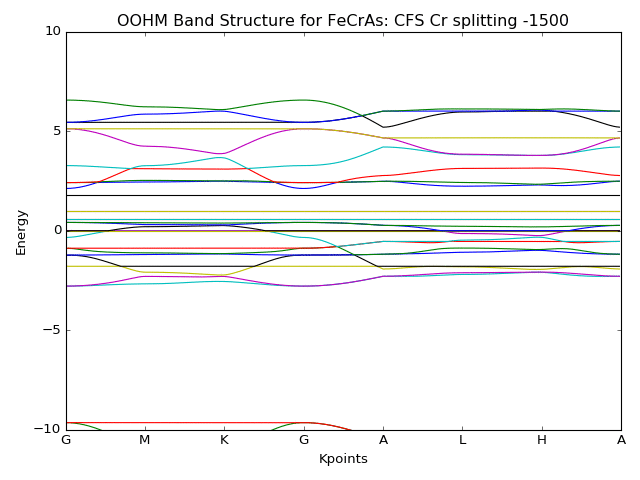 OOHM Band Structure for FeCrAs: CFS Cr splitting -1500
10
5
0
−5
−10
Energy
G M K G A L H A
Kpoints